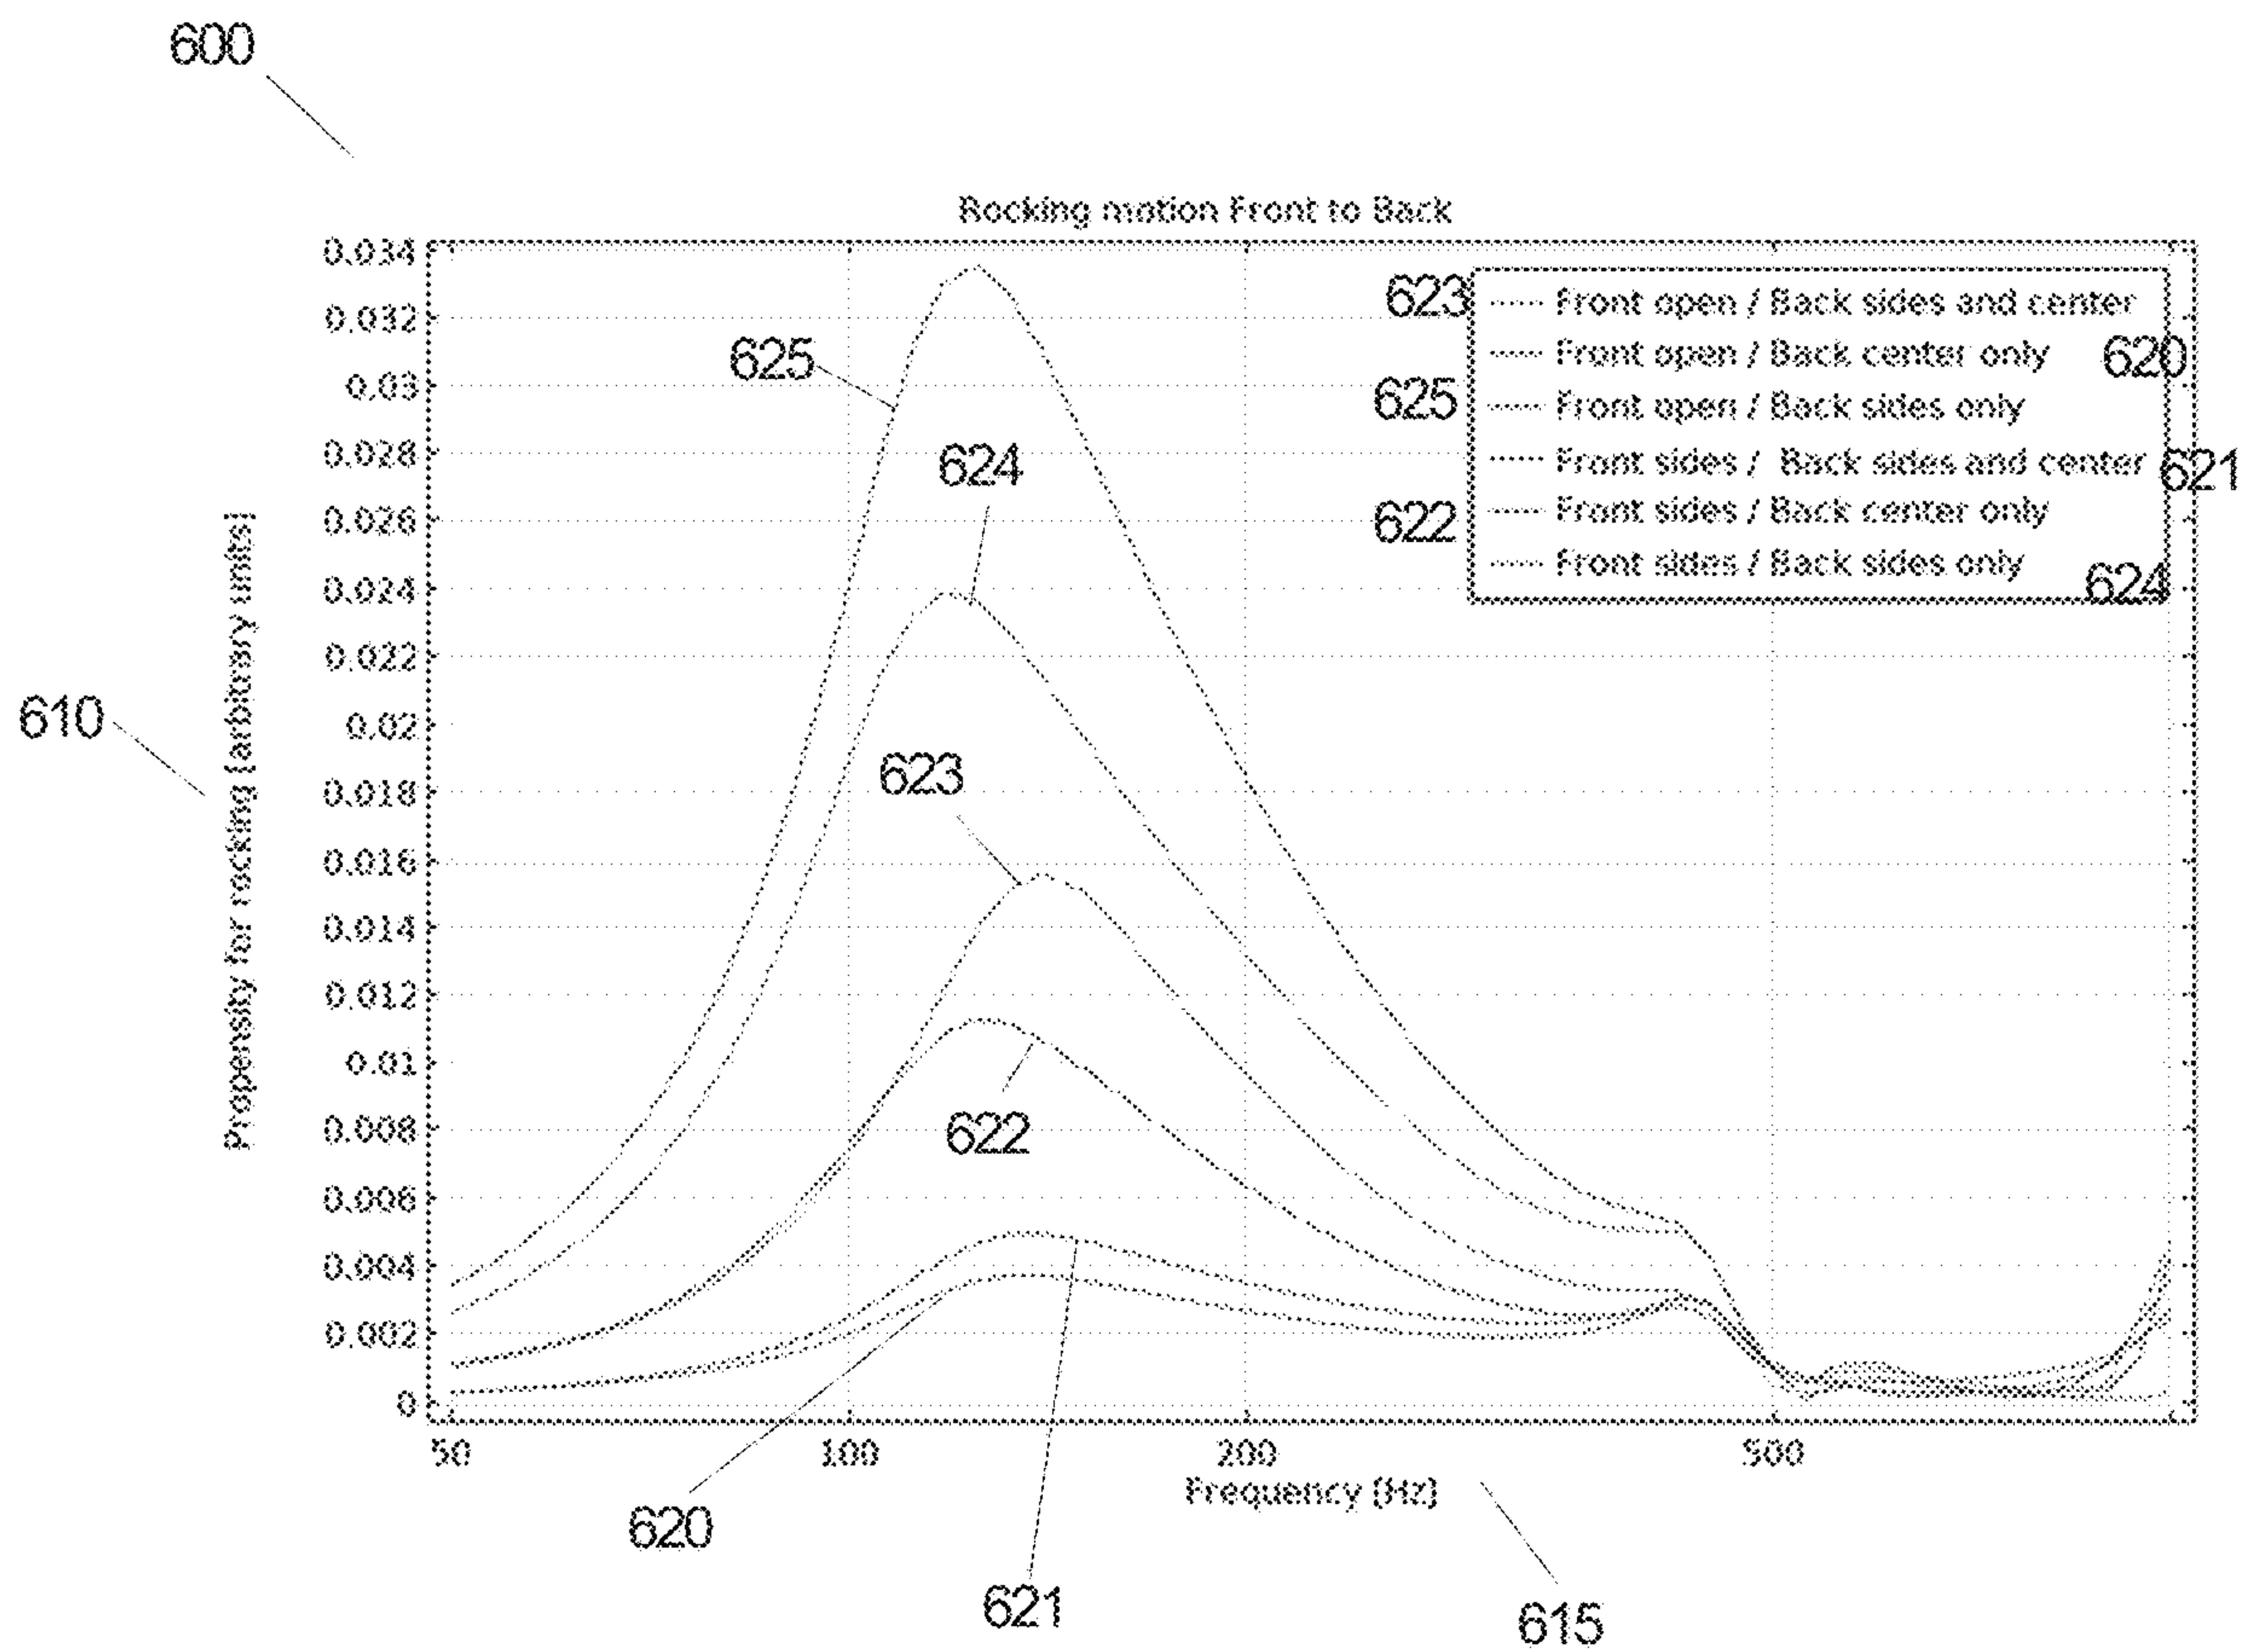 600
Rocking motion Front to Back
0.034
0.032
0.03
0.028
0.026
0.024
0.022
0.02
0.018
0.016
0.014
0.012
0.01
0.008
0.006
0.004
0.002
0
Propensity for rocking [arbitrary units]
610
625
624
623
622
623 Front open / Back sides and center
Front open / Back center only 620
625 Front open / Back sides only
Front sides / Back sides and center 621
622 Front sides / Back center only
Front sides / Back sides only 624
50 100 200 500
Frequency [Hz]
620
621
615